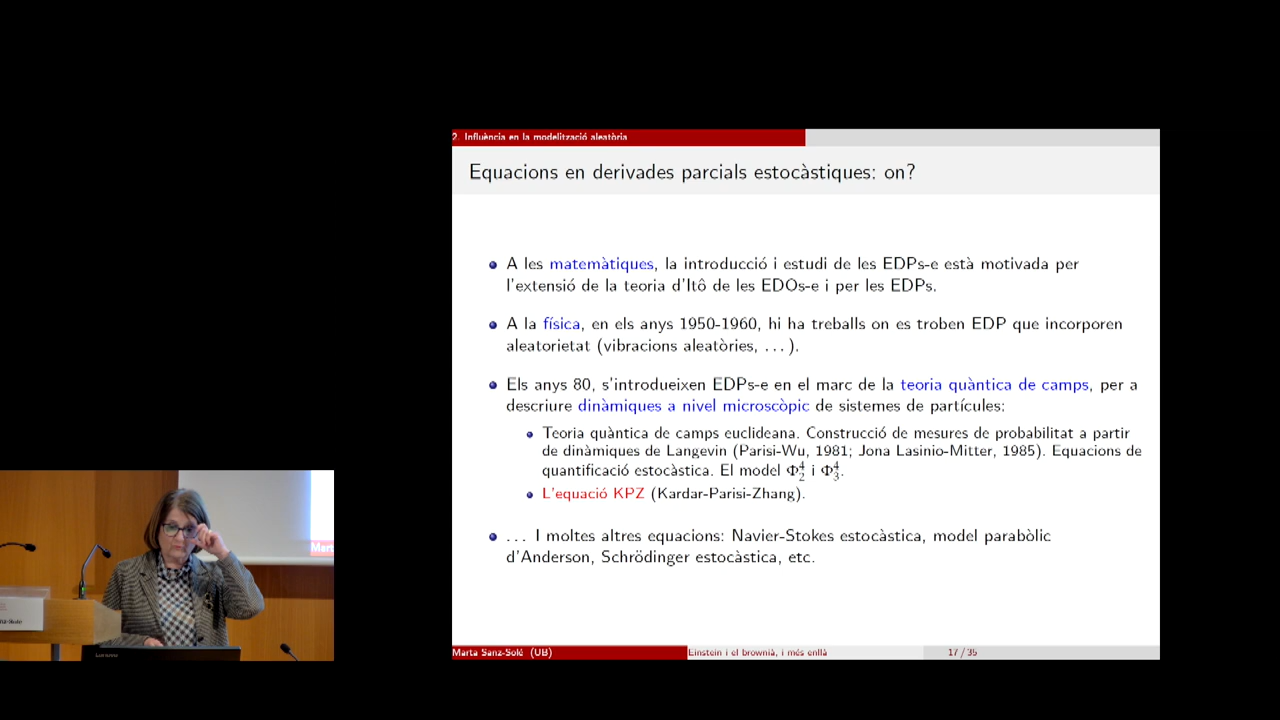 2. Influència en la modelització aleatòria
Equacions en derivades parcials estocàstiques: on?
A les matemàtiques, la introducció i estudi de les EDPs-e està motivada per
l'extensió de la teoria d'Itô de les EDOs-e i per les EDPs.
A la física, en els anys 1950-1960, hi ha treballs on es troben EDP que incorporen
aleatorietat (vibracions aleatòries, ...).
Els anys 80, s'introdueixen EDPs-e en el marc de la teoria quàntica de camps, per a
descriure dinàmiques a nivell microscòpic de sistemes de partícules:
Teoria quàntica de camps euclideana. Construcció de mesures de probabilitat a partir
de dinàmiques de Langevin (Parisi-Wu, 1981; Jona Lasinio-Mitter, 1985). Equacions de
quantificació estocàstica. El model Φ⁴₂ i Φ⁴₃.
L'equació KPZ (Kardar-Parisi-Zhang).
... I moltes altres equacions: Navier-Stokes estocàstica, model parabòlic
d'Anderson, Schrödinger estocàstica, etc.
Marta Sanz-Solé (UB) Einstein i el brownià, i més enllà 17 / 35
Mart